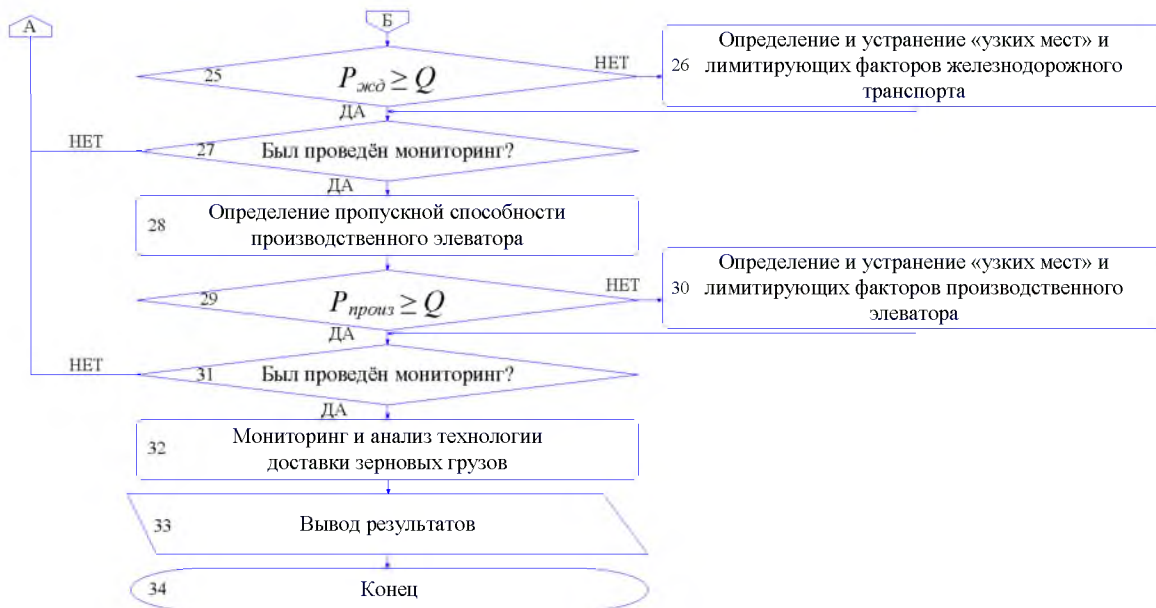 А
Б
25
Pжд ≥ Q
НЕТ
26
Определение и устранение «узких мест» и
лимитирующих факторов железнодорожного
транспорта
ДА
НЕТ
27
Был проведён мониторинг?
ДА
28
Определение пропускной способности
производственного элеватора
29
Pпроиз ≥ Q
НЕТ
30
Определение и устранение «узких мест» и
лимитирующих факторов производственного
элеватора
ДА
НЕТ
31
Был проведён мониторинг?
ДА
32
Мониторинг и анализ технологии
доставки зерновых грузов
33
Вывод результатов
34
Конец